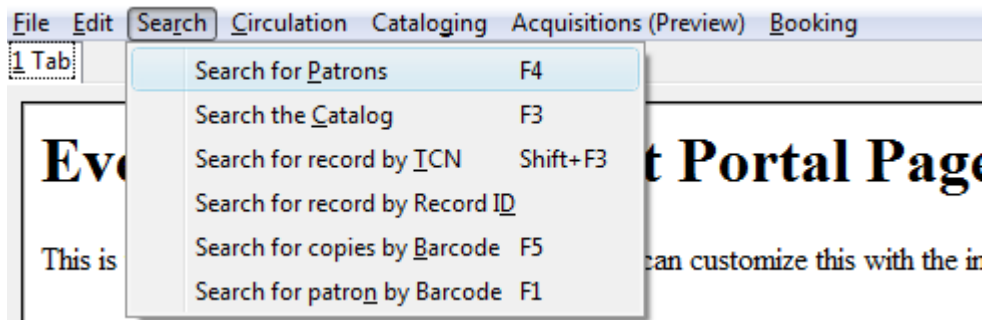 File Edit Search Circulation Cataloging Acquisitions (Preview) Booking
1 Tab
Search for Patrons F4
Search the Catalog F3
Search for record by TCN Shift+F3
Search for record by Record ID
Search for copies by Barcode F5
Search for patron by Barcode F1
Portal Page
This is
can customize this with the